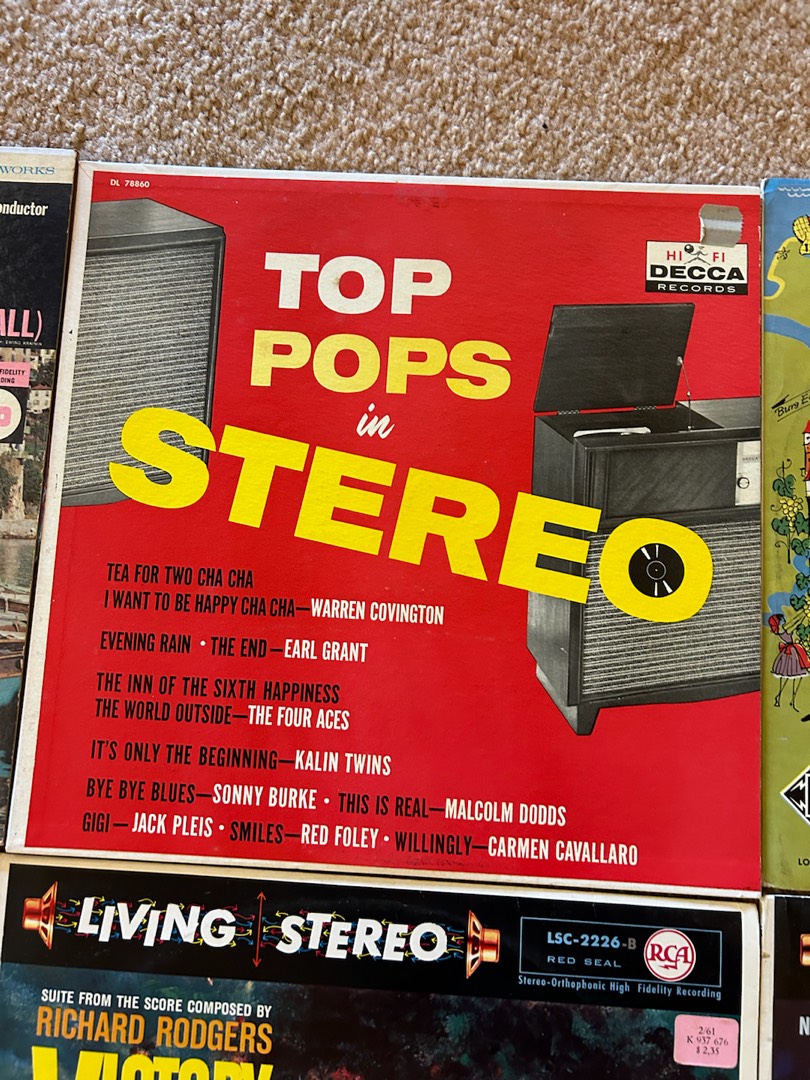 WORKS
onductor
ALL)
FIDELITY
DING
DL 78860
HI FI
DECCA
RECORDS
TOP
POPS
in
STEREO
TEA FOR TWO CHA CHA
I WANT TO BE HAPPY CHA CHA—WARREN COVINGTON
EVENING RAIN • THE END—EARL GRANT
THE INN OF THE SIXTH HAPPINESS
THE WORLD OUTSIDE—THE FOUR ACES
IT'S ONLY THE BEGINNING—KALIN TWINS
BYE BYE BLUES—SONNY BURKE • THIS IS REAL—MALCOLM DODDS
GIGI—JACK PLEIS • SMILES—RED FOLEY • WILLINGLY—CARMEN CAVALLARO
Burg E
LO
LIVING STEREO
LSC-2226-B
RED SEAL
RCA
Stereo-Orthophonic High Fidelity Recording
SUITE FROM THE SCORE COMPOSED BY
RICHARD RODGERS
VICTORY
2/61
K 937 676
$ 2,35
N